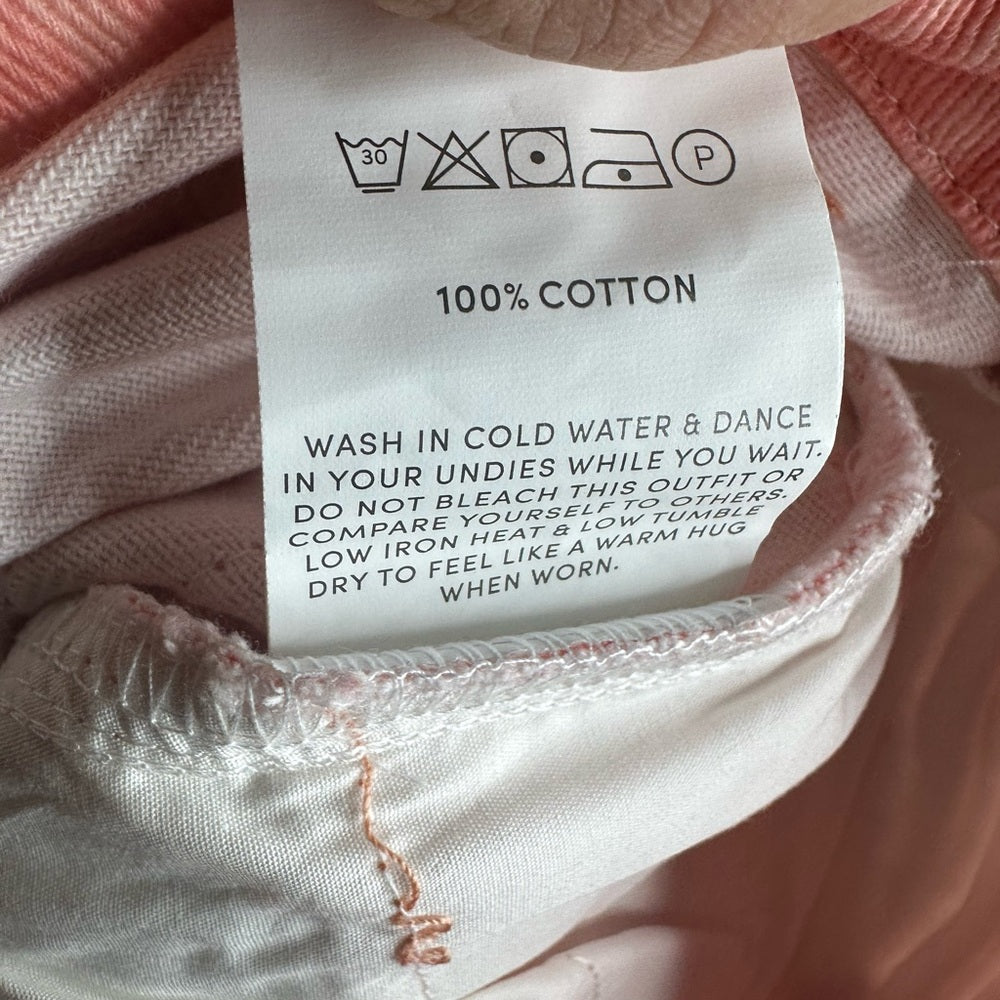 30 P
100% COTTON
WASH IN COLD WATER & DANCE
IN YOUR UNDIES WHILE YOU WAIT.
DO NOT BLEACH THIS OUTFIT OR
COMPARE YOURSELF TO OTHERS.
LOW IRON HEAT & LOW TUMBLE
DRY TO FEEL LIKE A WARM HUG
WHEN WORN.